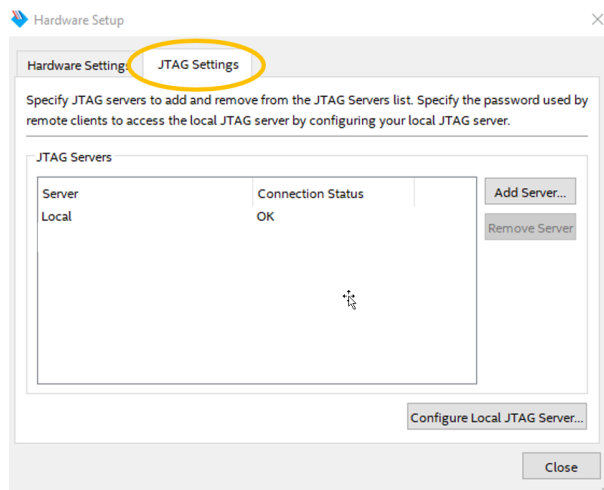 Hardware Setup
Hardware Settings JTAG Settings
Specify JTAG servers to add and remove from the JTAG Servers list. Specify the password used by
remote clients to access the local JTAG server by configuring your local JTAG server.
JTAG Servers
Server Connection Status
Add Server...
Local OK
Remove Server
Configure Local JTAG Server...
Close